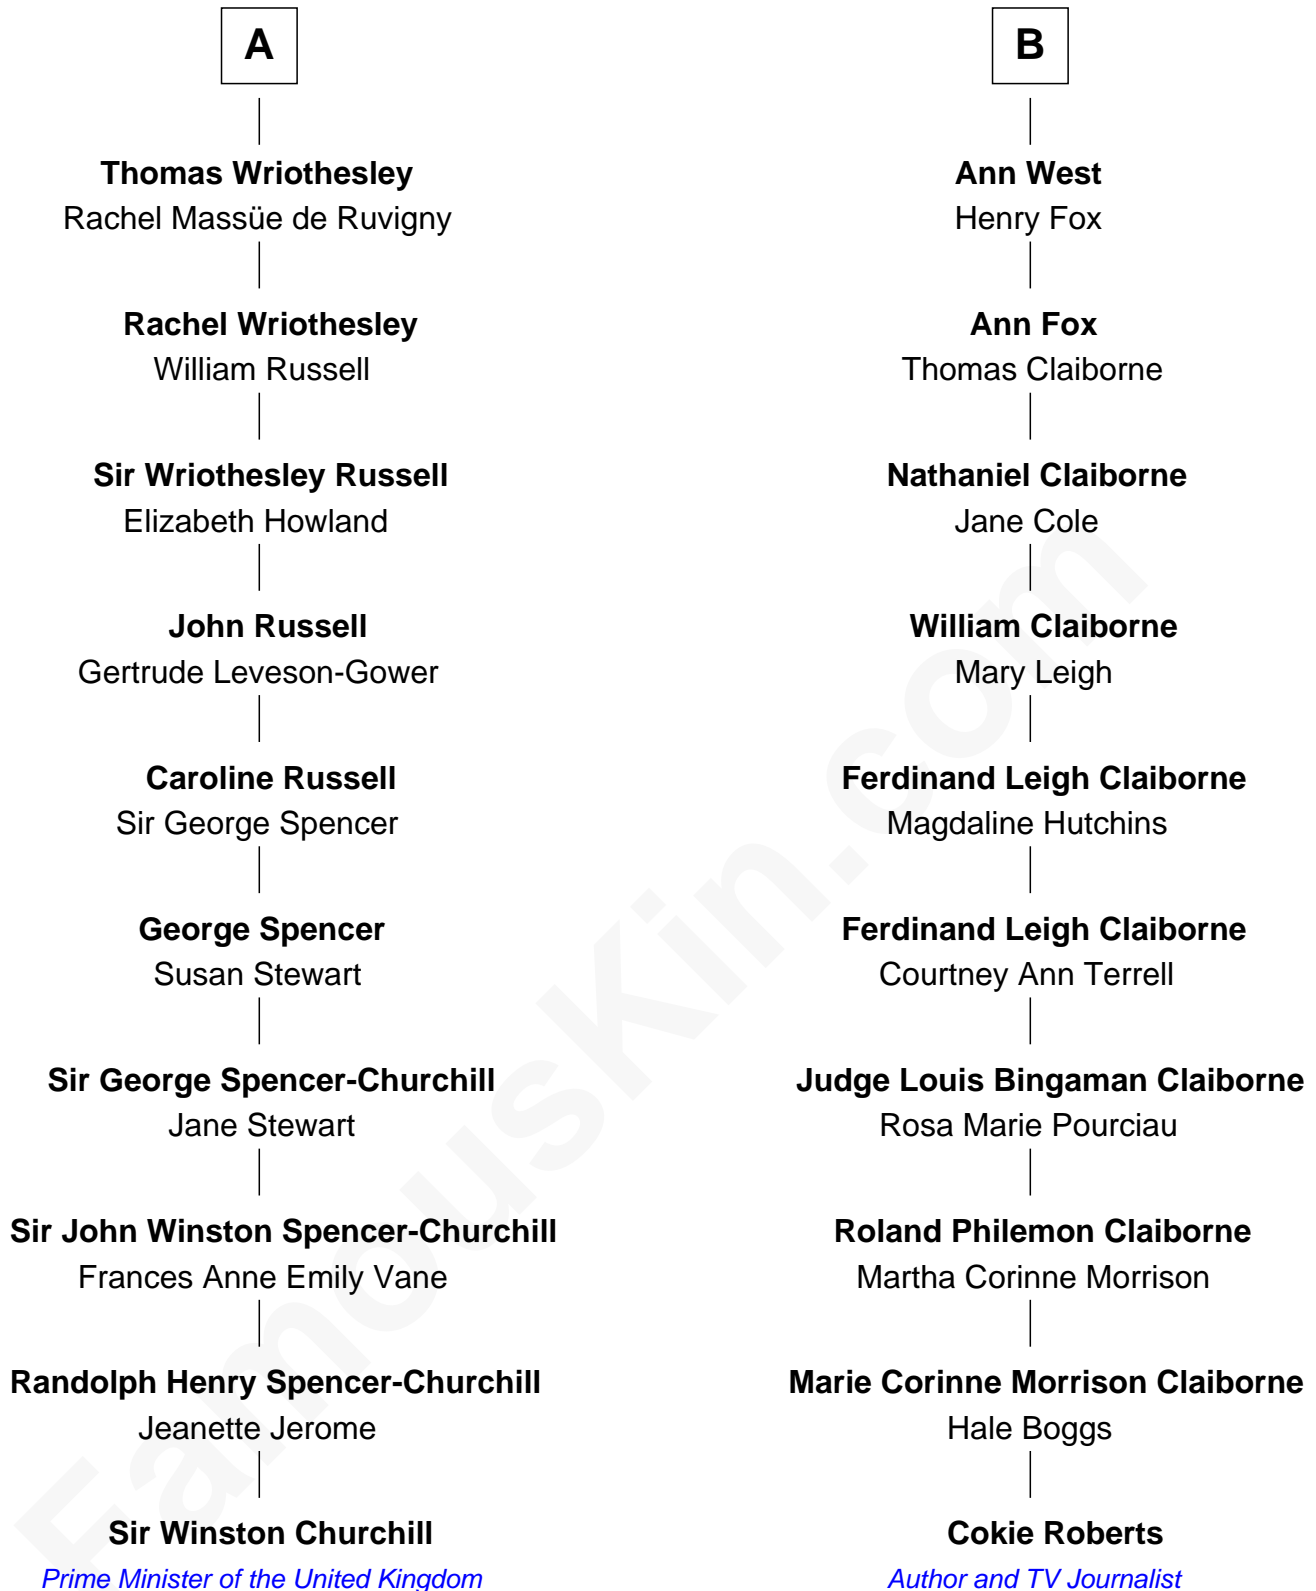 A
Thomas Wriothesley
Rachel Massüe de Ruvigny
Rachel Wriothesley
William Russell
Sir Wriothesley Russell
Elizabeth Howland
John Russell
Gertrude Leveson-Gower
Caroline Russell
Sir George Spencer
George Spencer
Susan Stewart
Sir George Spencer-Churchill
Jane Stewart
Sir John Winston Spencer-Churchill
Frances Anne Emily Vane
Randolph Henry Spencer-Churchill
Jeanette Jerome
Sir Winston Churchill
Prime Minister of the United Kingdom
B
Ann West
Henry Fox
Ann Fox
Thomas Claiborne
Nathaniel Claiborne
Jane Cole
William Claiborne
Mary Leigh
Ferdinand Leigh Claiborne
Magdaline Hutchins
Ferdinand Leigh Claiborne
Courtney Ann Terrell
Judge Louis Bingaman Claiborne
Rosa Marie Pourciau
Roland Philemon Claiborne
Martha Corinne Morrison
Marie Corinne Morrison Claiborne
Hale Boggs
Cokie Roberts
Author and TV Journalist
FamousKin.com